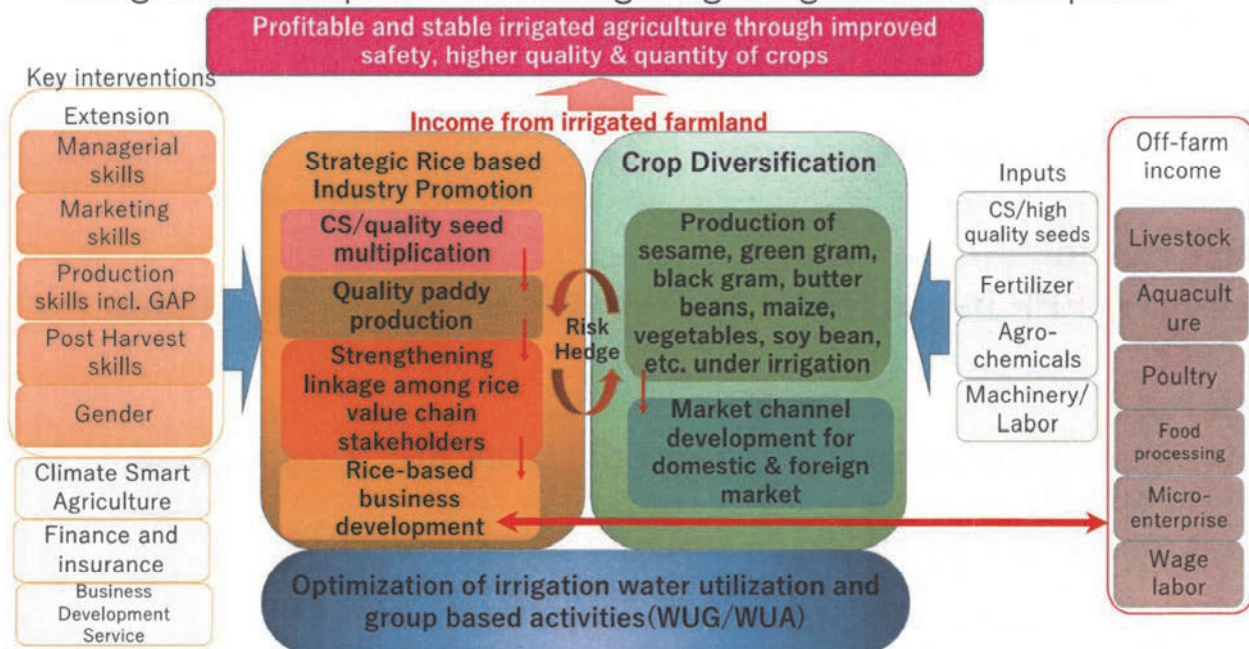 Profitable and stable irrigated agriculture through improved
safety, higher quality & quantity of crops
Key interventions
Extension
Managerial
skills
Marketing
skills
Production
skills incl. GAP
Post Harvest
skills
Gender
Climate Smart
Agriculture
Finance and
insurance
Business
Development
Service
Income from irrigated farmland
Strategic Rice based
Industry Promotion
CS/quality seed
multiplication
Quality paddy
production
Strengthening
linkage among rice
value chain
stakeholders
Rice-based
business
development
Risk
Hedge
Crop Diversification
Production of
sesame, green gram,
black gram, butter
beans, maize,
vegetables, soy bean,
etc. under irrigation
Market channel
development for
domestic & foreign
market
Optimization of irrigation water utilization and
group based activities(WUG/WUA)
Inputs
CS/high
quality seeds
Fertilizer
Agro-
chemicals
Machinery/
Labor
Off-farm
income
Livestock
Aquacult
ure
Poultry
Food
processing
Micro-
enterprise
Wage
labor